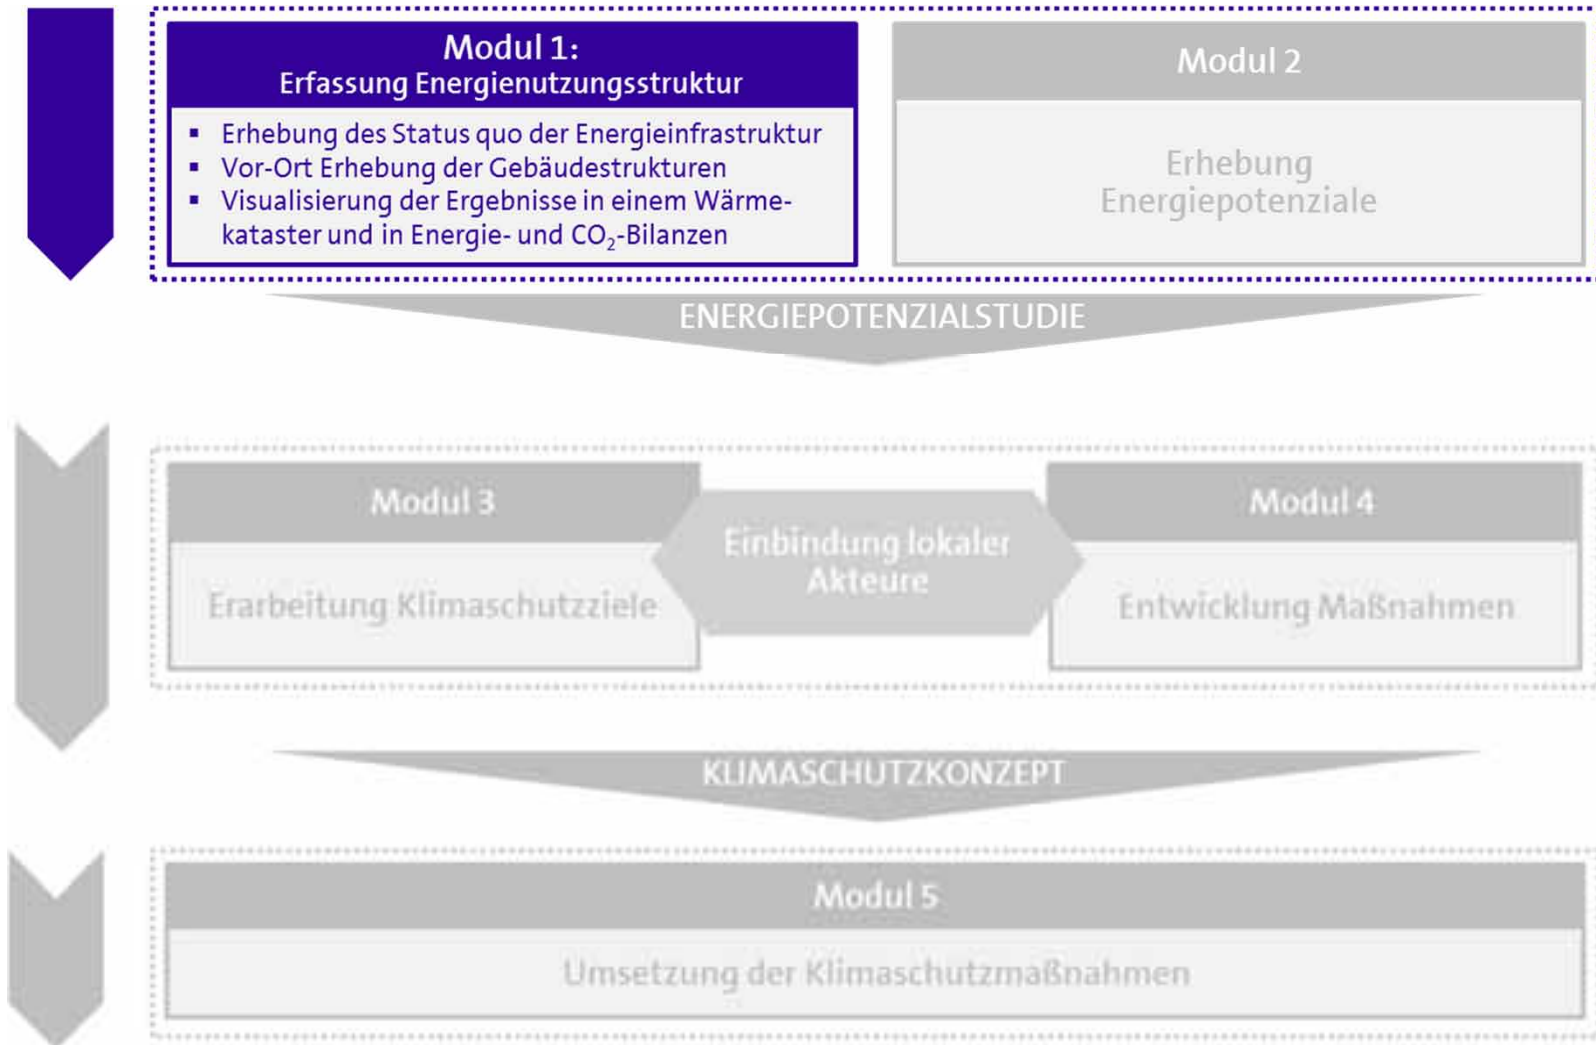 Modul 1:
Erfassung Energienutzungsstruktur
▪ Erhebung des Status quo der Energieinfrastruktur
▪ Vor-Ort Erhebung der Gebäudestrukturen
▪ Visualisierung der Ergebnisse in einem Wärme-
kataster und in Energie- und CO₂-Bilanzen
Modul 2
Erhebung
Energiepotenziale
ENERGIEPOTENZIALSTUDIE
Modul 3
Erarbeitung Klimaschutzziele
Einbindung lokaler
Akteure
Modul 4
Entwicklung Maßnahmen
KLIMASCHUTZKONZEPT
Modul 5
Umsetzung der Klimaschutzmaßnahmen